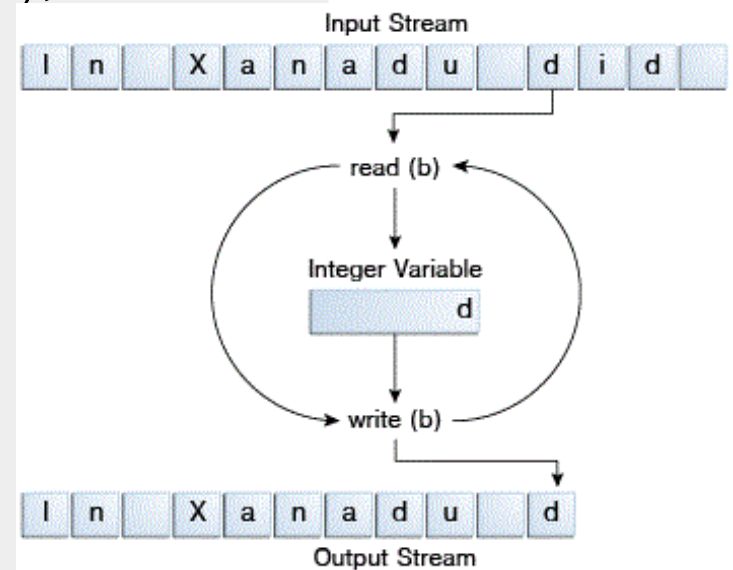 Input Stream
I n X a n a d u d i d
read (b)
Integer Variable
d
write (b)
I n X a n a d u d
Output Stream